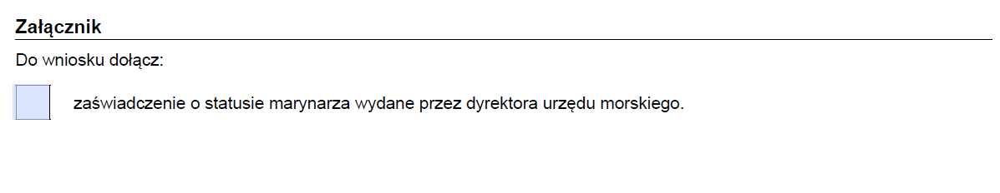 Załącznik
Do wniosku dołącz:
zaświadczenie o statusie marynarza wydane przez dyrektora urzędu morskiego.